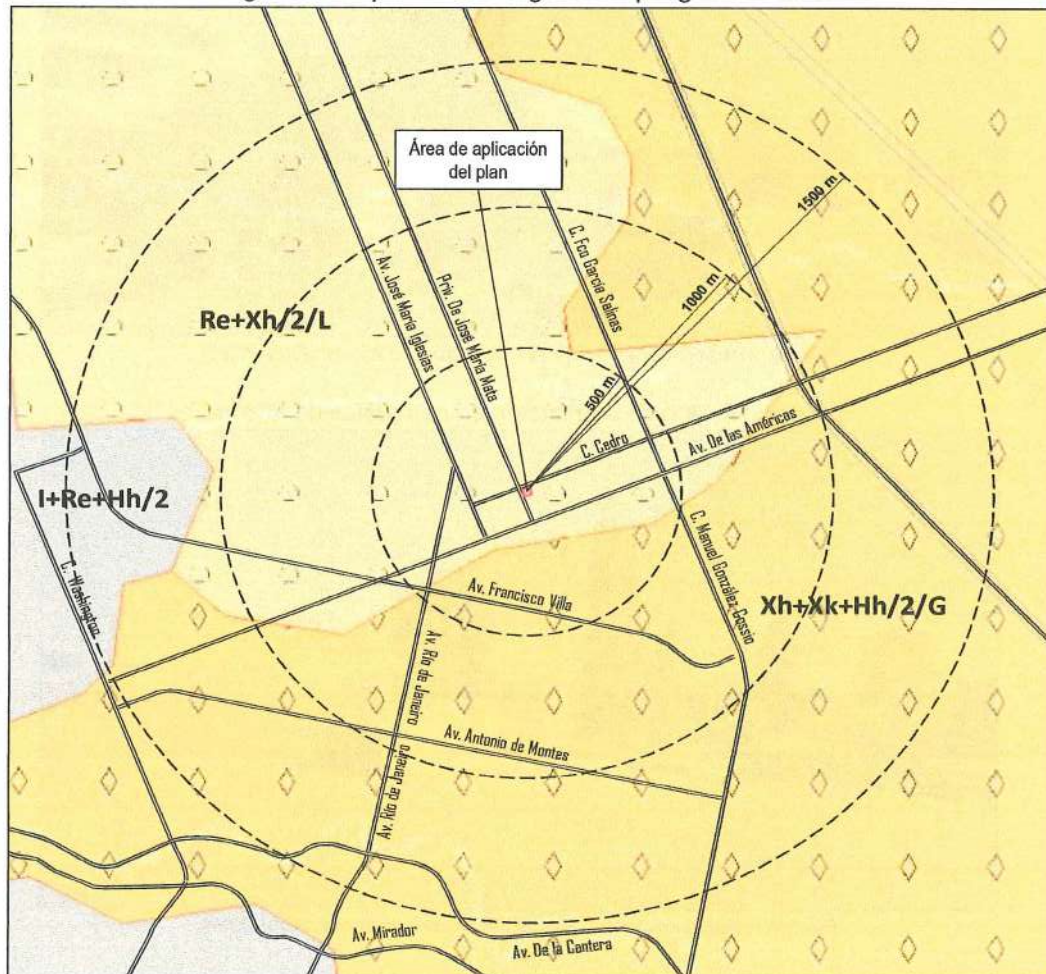 Área de aplicación
del plan
1500 m.
1000 m.
500 m.
C. Fco García Salinas
Av. José María Iglesias
Priv. De José María Mata
Re+Xh/2/L
C. Cedro
Av. De las Américas
I+Re+Hh/2
C. Washington
Av. Francisco Villa
C. Manuel González Cossio
Xh+Xk+Hh/2/G
Av. Río de Janeiro
Av. Antonio de Montes
Av. Río de Janeiro
Av. Mirador
Av. De la Cantera